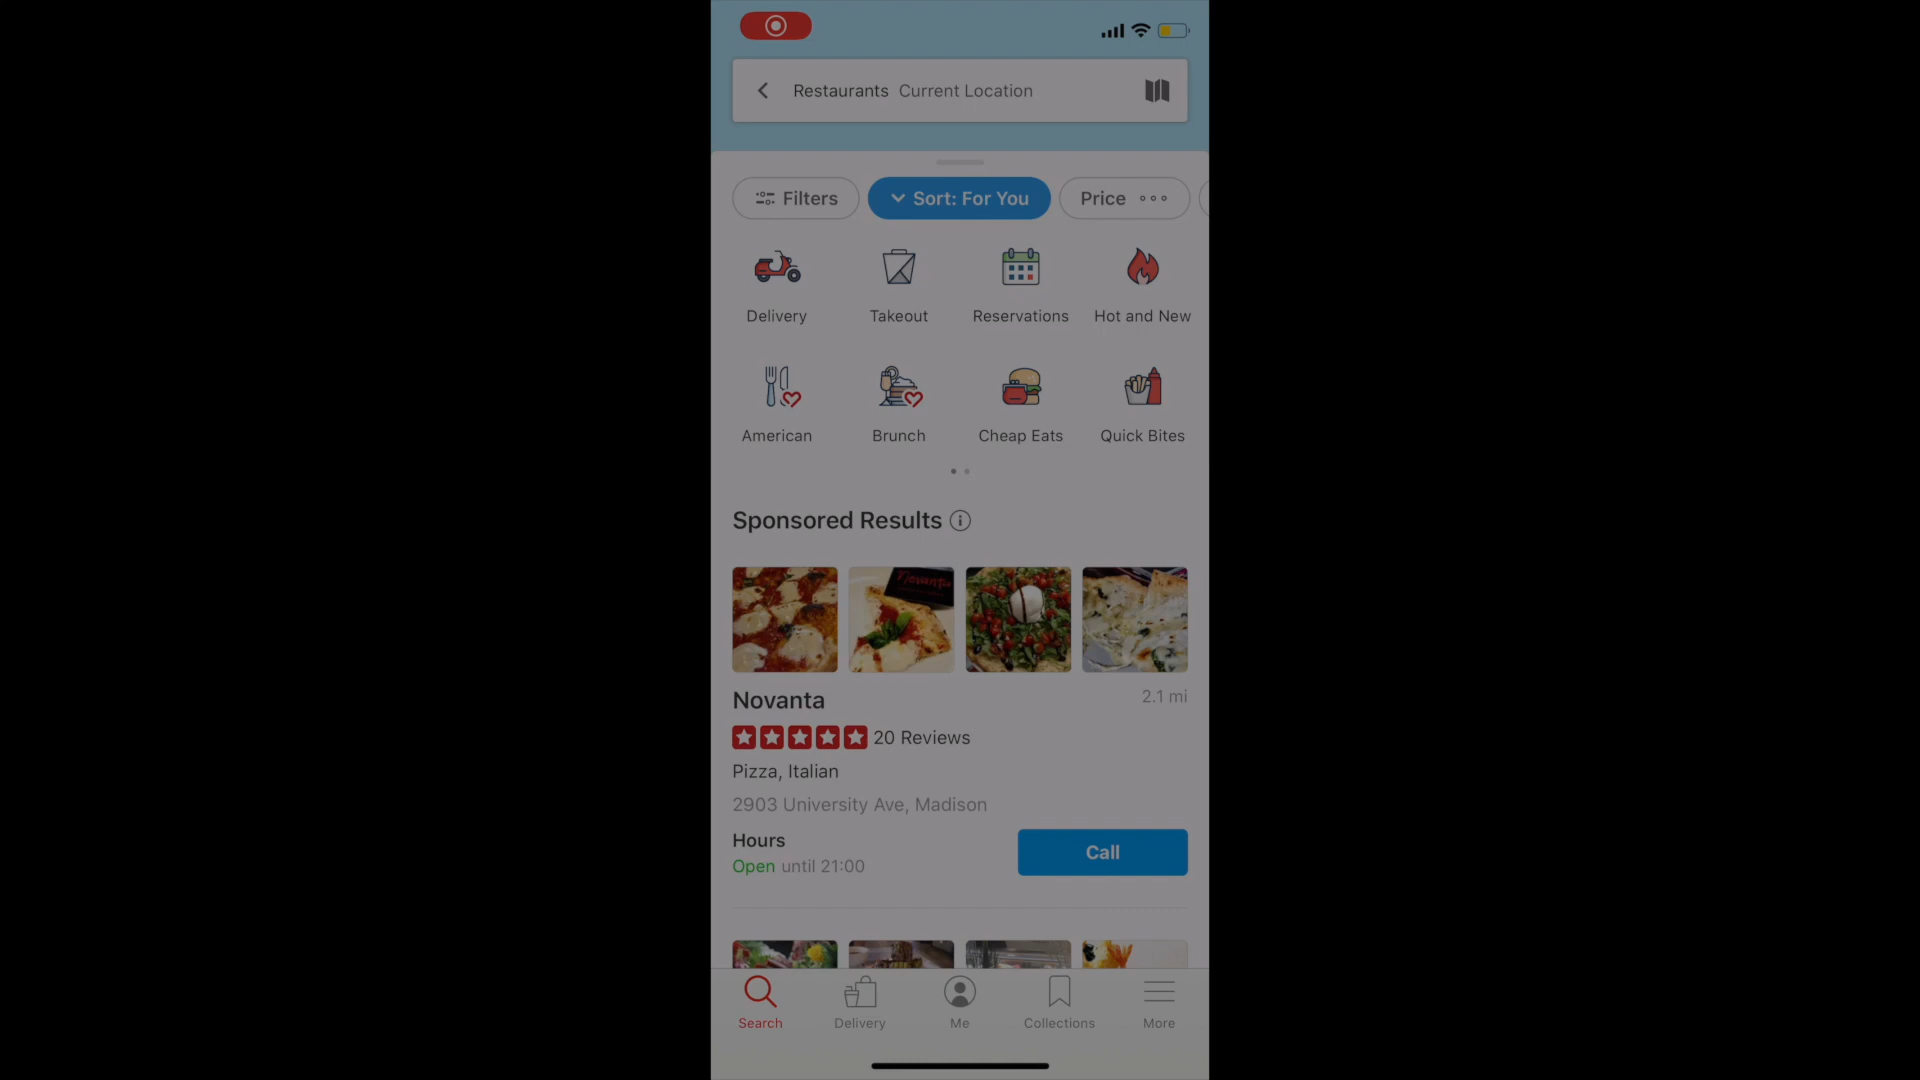 Restaurants Current Location
Filters
Sort: For You
Price
Delivery
Takeout
Reservations
Hot and New
American
Brunch
Cheap Eats
Quick Bites
Sponsored Results
Novanta
Novanta
2.1 mi
20 Reviews
Pizza, Italian
2903 University Ave, Madison
Hours
Open until 21:00
Call
Search
Delivery
Me
Collections
More